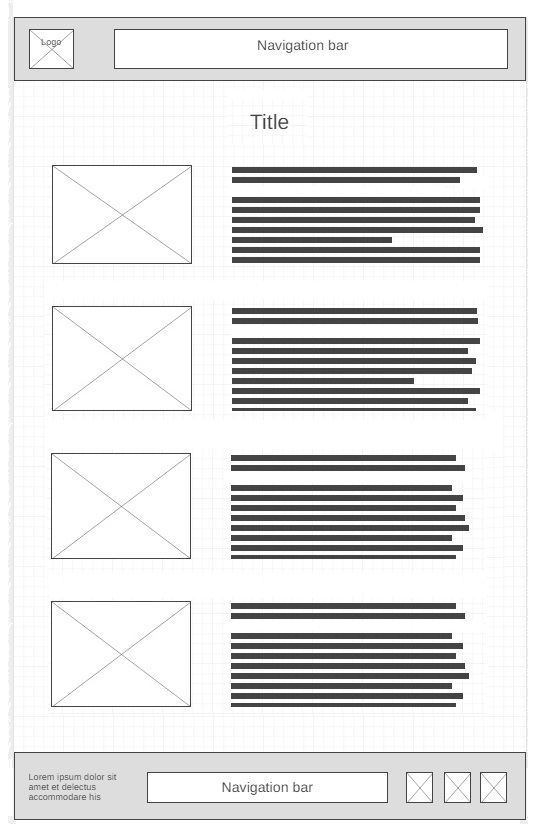 Logo
Navigation bar
Title
Lorem ipsum dolor sit
amet et delectus
accommodare his
Navigation bar